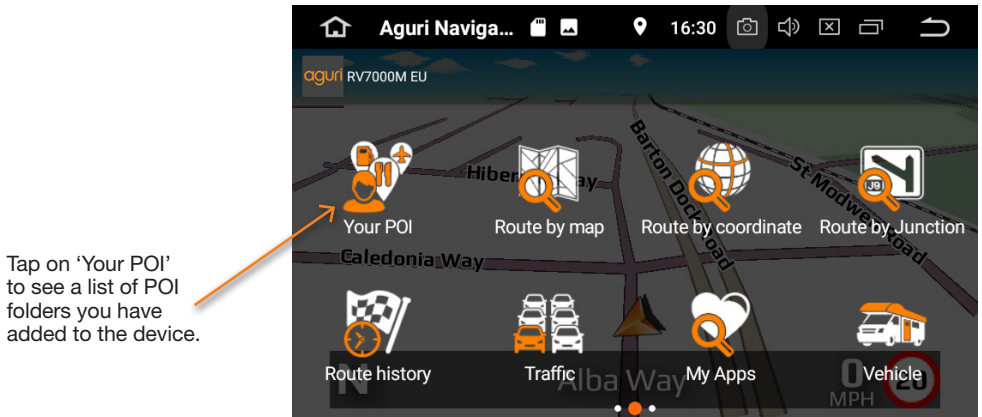 Aguri Naviga... 16:30
aguri RV7000M EU
Barton Dock Road
Hiber ay
St Modwen Road
J9
Your POI Route by map Route by coordinate Route by Junction
Tap on ‘Your POI’
to see a list of POI
folders you have
added to the device.
Caledonia Way
Route history Traffic My Apps Vehicle
N Alba Way 0 20
MPH